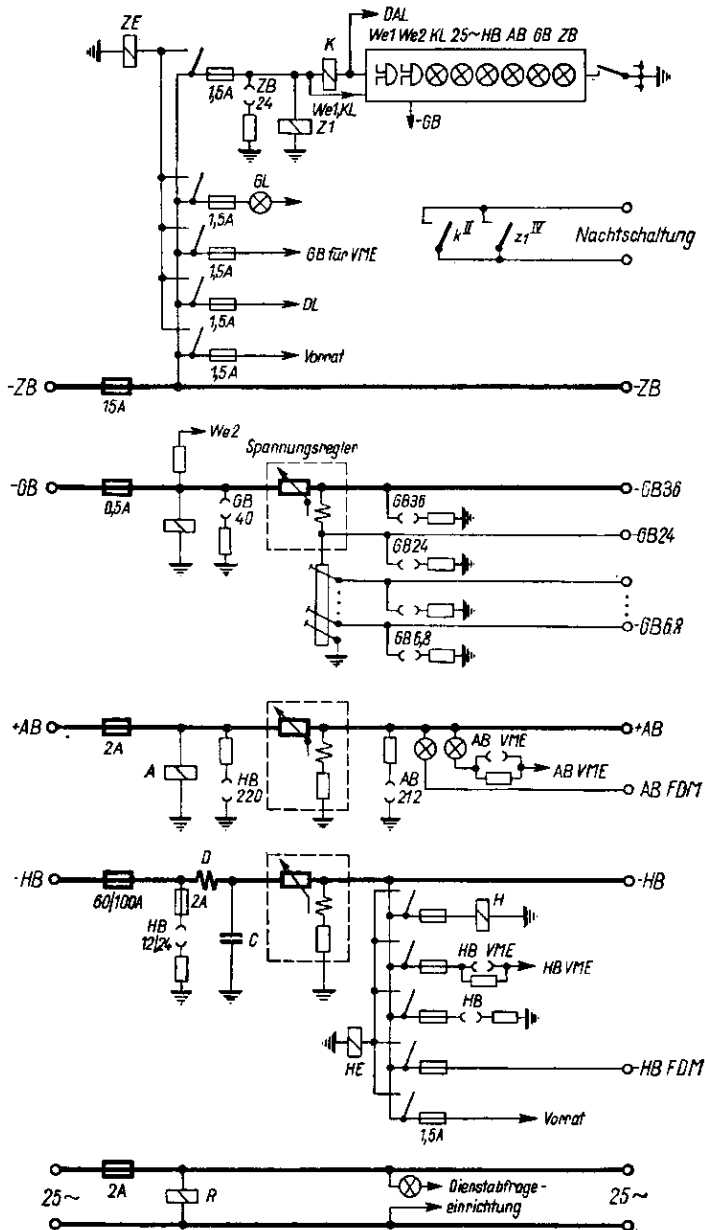 ZE
K
DAL
We1 We2 KL 25~ HB AB GB ZB
1,5A
ZB
24
We1,KL
Z1
-GB
GL
1,5A
k II
z1 IV
Nachtschaltung
GB für VME
1,5A
DL
1,5A
Vorrat
1,5A
-ZB
15A
-ZB
We2
Spannungsregler
-GB
0,5A
GB
40
GB36
-GB36
GB24
-GB24
GB6,8
-GB6,8
+AB
2A
+AB
A
HB
220
AB
212
AB VME
AB VME
AB FDM
-HB
60/100A
D
2A
-HB
HB
12/24
C
H
HB VME
HB VME
HB
HE
-HB FDM
Vorrat
1,5A
25~
2A
R
Dienstabfrage-
einrichtung
25~